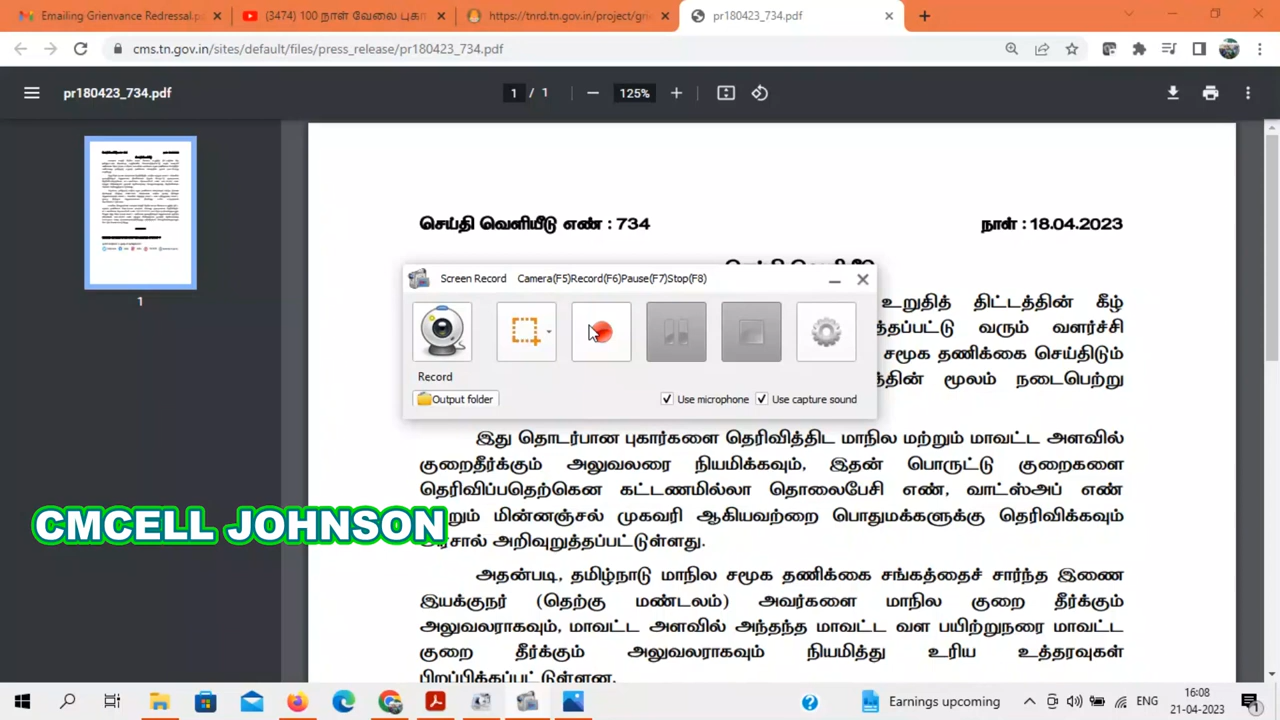 Emailing Grienvance Redressal.p
(3474) 100 நாள் வேலை புகா
https://tnrd.tn.gov.in/project/grie
pr180423_734.pdf
cms.tn.gov.in/sites/default/files/press_release/pr180423_734.pdf
pr180423_734.pdf
1 / 1
125%
1
செய்தி வெளியீடு எண் : 734
நாள் : 18.04.2023
Screen Record Camera(F5)Record(F6)Pause(F7)Stop(F8)
Record
Output folder
Use microphone
Use capture sound
உறுதித் திட்டத்தின் கீழ்
தப்பட்டு வரும் வளர்ச்சி
சமூக தணிக்கை செய்திடும்
தின் மூலம் நடைபெற்று
இது தொடர்பான புகார்களை தெரிவித்திட மாநில மற்றும் மாவட்ட அளவில்
குறைதீர்க்கும் அலுவலரை நியமிக்கவும், இதன் பொருட்டு குறைகளை
தெரிவிப்பதெற்கென கட்டணமில்லா தொலைபேசி எண், வாட்ஸ்அப் எண்
றும் மின்னஞ்சல் முகவரி ஆகியவற்றை பொதுமக்களுக்கு தெரிவிக்கவும்
அரசால் அறிவுறுத்தப்பட்டுள்ளது.
CMCELL JOHNSON
அதன்படி, தமிழ்நாடு மாநில சமூக தணிக்கை சங்கத்தைச் சார்ந்த இணை
இயக்குநர் (தெற்கு மண்டலம்) அவர்களை மாநில குறை தீர்க்கும்
அலுவலராகவும், மாவட்ட அளவில் அந்தந்த மாவட்ட வள பயிற்றுநரை மாவட்ட
குறை தீர்க்கும் அலுவலராகவும் நியமித்து உரிய உத்தரவுகள்
பிறப்பிக்கப்பட்டுள்ளன.
Earnings upcoming
ENG
16:08
21-04-2023